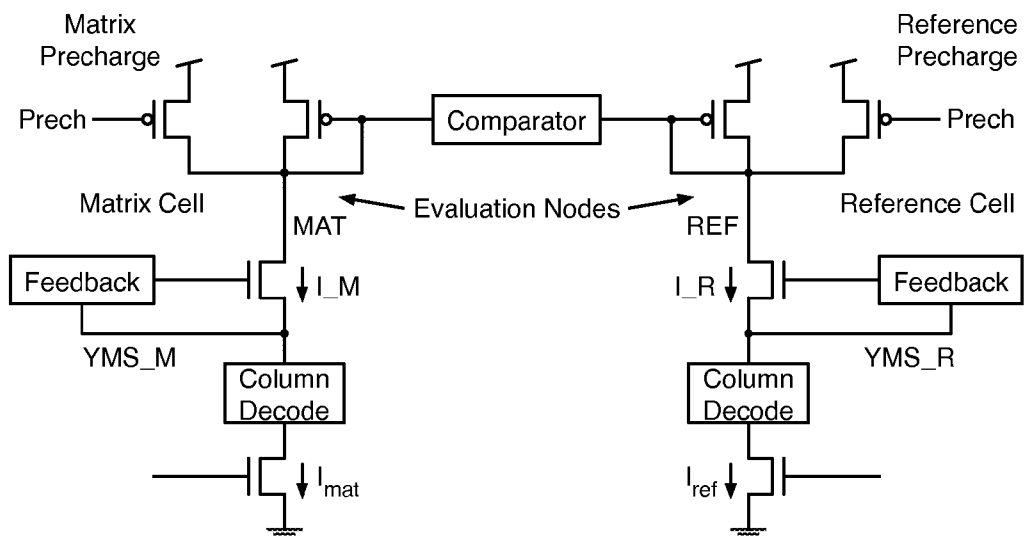 Matrix
Precharge
Reference
Precharge
Prech
Comparator
Prech
Matrix Cell
Evaluation Nodes
Reference Cell
MAT
REF
Feedback
I_M
I_R
Feedback
YMS_M
YMS_R
Column
Decode
Column
Decode
Imat
Iref